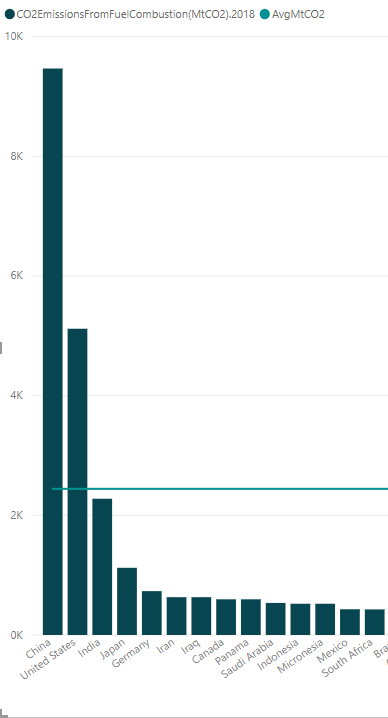 CO2EmissionsFromFuelCombustion(MtCO2).2018 AvgMtCO2
10K
8K
6K
4K
2K
0K
China
United States
India
Japan
Germany
Iran
Iraq
Canada
Panama
Saudi Arabia
Indonesia
Micronesia
Mexico
South Africa
Bra